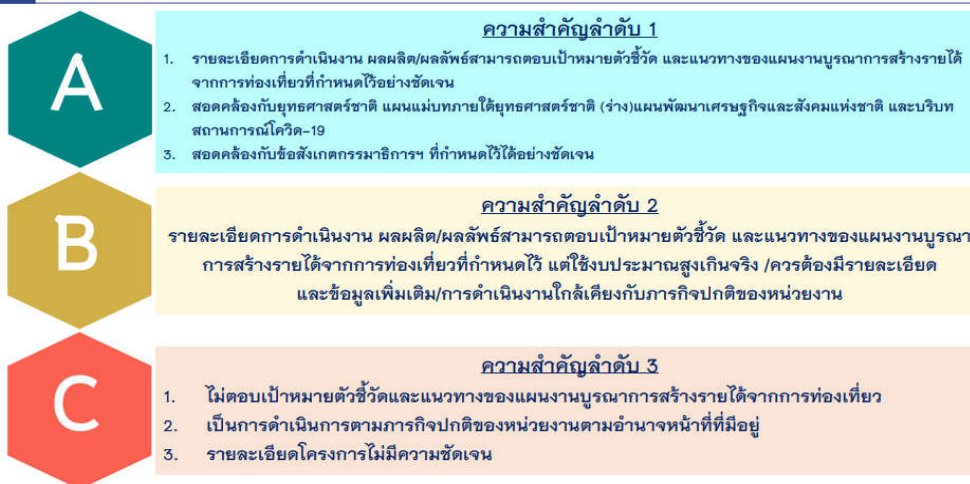 A
ความสำคัญลำดับ 1
1. รายละเอียดการดำเนินงาน ผลผลิต/ผลลัพธ์สามารถตอบเป้าหมายตัวชี้วัด และแนวทางของแผนงานบูรณาการสร้างรายได้
จากการท่องเที่ยวที่กำหนดไว้อย่างชัดเจน
2. สอดคล้องกับยุทธศาสตร์ชาติ แผนแม่บทภายใต้ยุทธศาสตร์ชาติ (ร่าง)แผนพัฒนาเศรษฐกิจและสังคมแห่งชาติ และบริบท
สถานการณ์โควิด-19
3. สอดคล้องกับข้อสังเกตกรรมาธิการฯ ที่กำหนดไว้ได้อย่างชัดเจน
B
ความสำคัญลำดับ 2
รายละเอียดการดำเนินงาน ผลผลิต/ผลลัพธ์สามารถตอบเป้าหมายตัวชี้วัด และแนวทางของแผนงานบูรณา
การสร้างรายได้จากการท่องเที่ยวที่กำหนดไว้ แต่ใช้งบประมาณสูงเกินจริง /ควรต้องมีรายละเอียด
และข้อมูลเพิ่มเติม/การดำเนินงานใกล้เคียงกับภารกิจปกติของหน่วยงาน
C
ความสำคัญลำดับ 3
1. ไม่ตอบเป้าหมายตัวชี้วัดและแนวทางของแผนงานบูรณาการสร้างรายได้จากการท่องเที่ยว
2. เป็นการดำเนินการตามภารกิจปกติของหน่วยงานตามอำนาจหน้าที่ที่มีอยู่
3. รายละเอียดโครงการไม่มีความชัดเจน